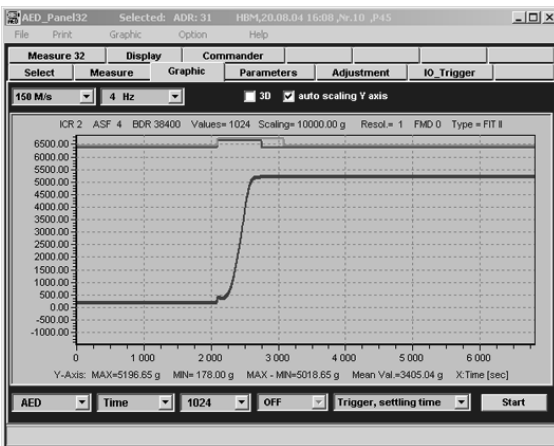 AED_Panel32 Selected: ADR: 31 HBM,20.08.04 16:08 ,Nr.10 ,P45
File Print Graphic Option Help
Measure 32 Display Commander
Select Measure Graphic Parameters Adjustment IO_Trigger
150 M/s 4 Hz 3D auto scaling Y axis
ICR 2 ASF 4 BDR 38400 Values= 1024 Scaling= 10000.00 g Resol.= 1 FMD 0 Type = FIT II
6500.00
6000.00
5500.00
5000.00
4500.00
4000.00
3500.00
3000.00
2500.00
2000.00
1500.00
1000.00
500.00
0.00
-500.00
-1000.00
0 1 000 2 000 3 000 4 000 5 000 6 000
Y-Axis: MAX=5196.65 g MIN= 178.00 g MAX - MIN=5018.65 g Mean Val.=3405.04 g X:Time [sec]
AED Time 1024 OFF Trigger, settling time Start